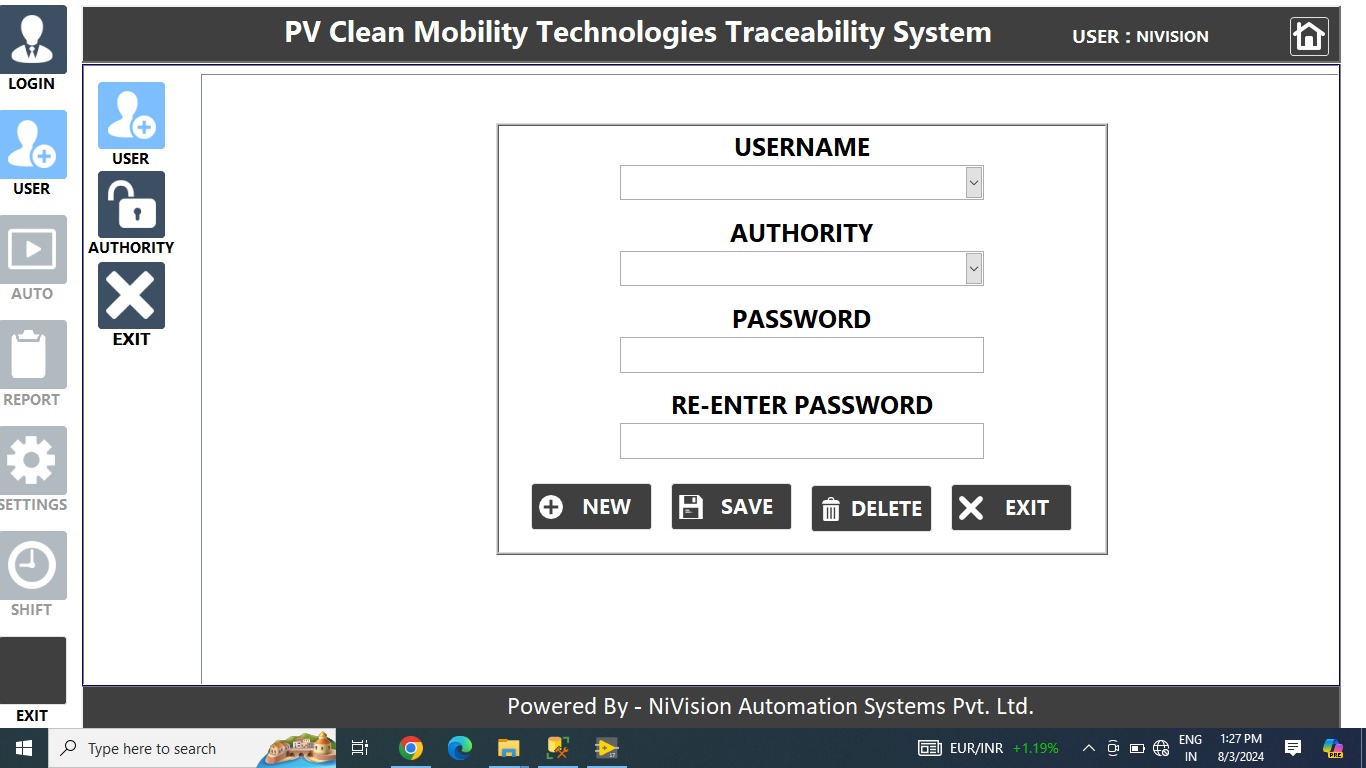 PV Clean Mobility Technologies Traceability System
USER : NIVISION
LOGIN
USER
AUTO
REPORT
SETTINGS
SHIFT
EXIT
USER
AUTHORITY
EXIT
USERNAME
AUTHORITY
PASSWORD
RE-ENTER PASSWORD
NEW
SAVE
DELETE
EXIT
Powered By - NiVision Automation Systems Pvt. Ltd.
Type here to search
EUR/INR +1.19%
ENG
IN
1:27 PM
8/3/2024